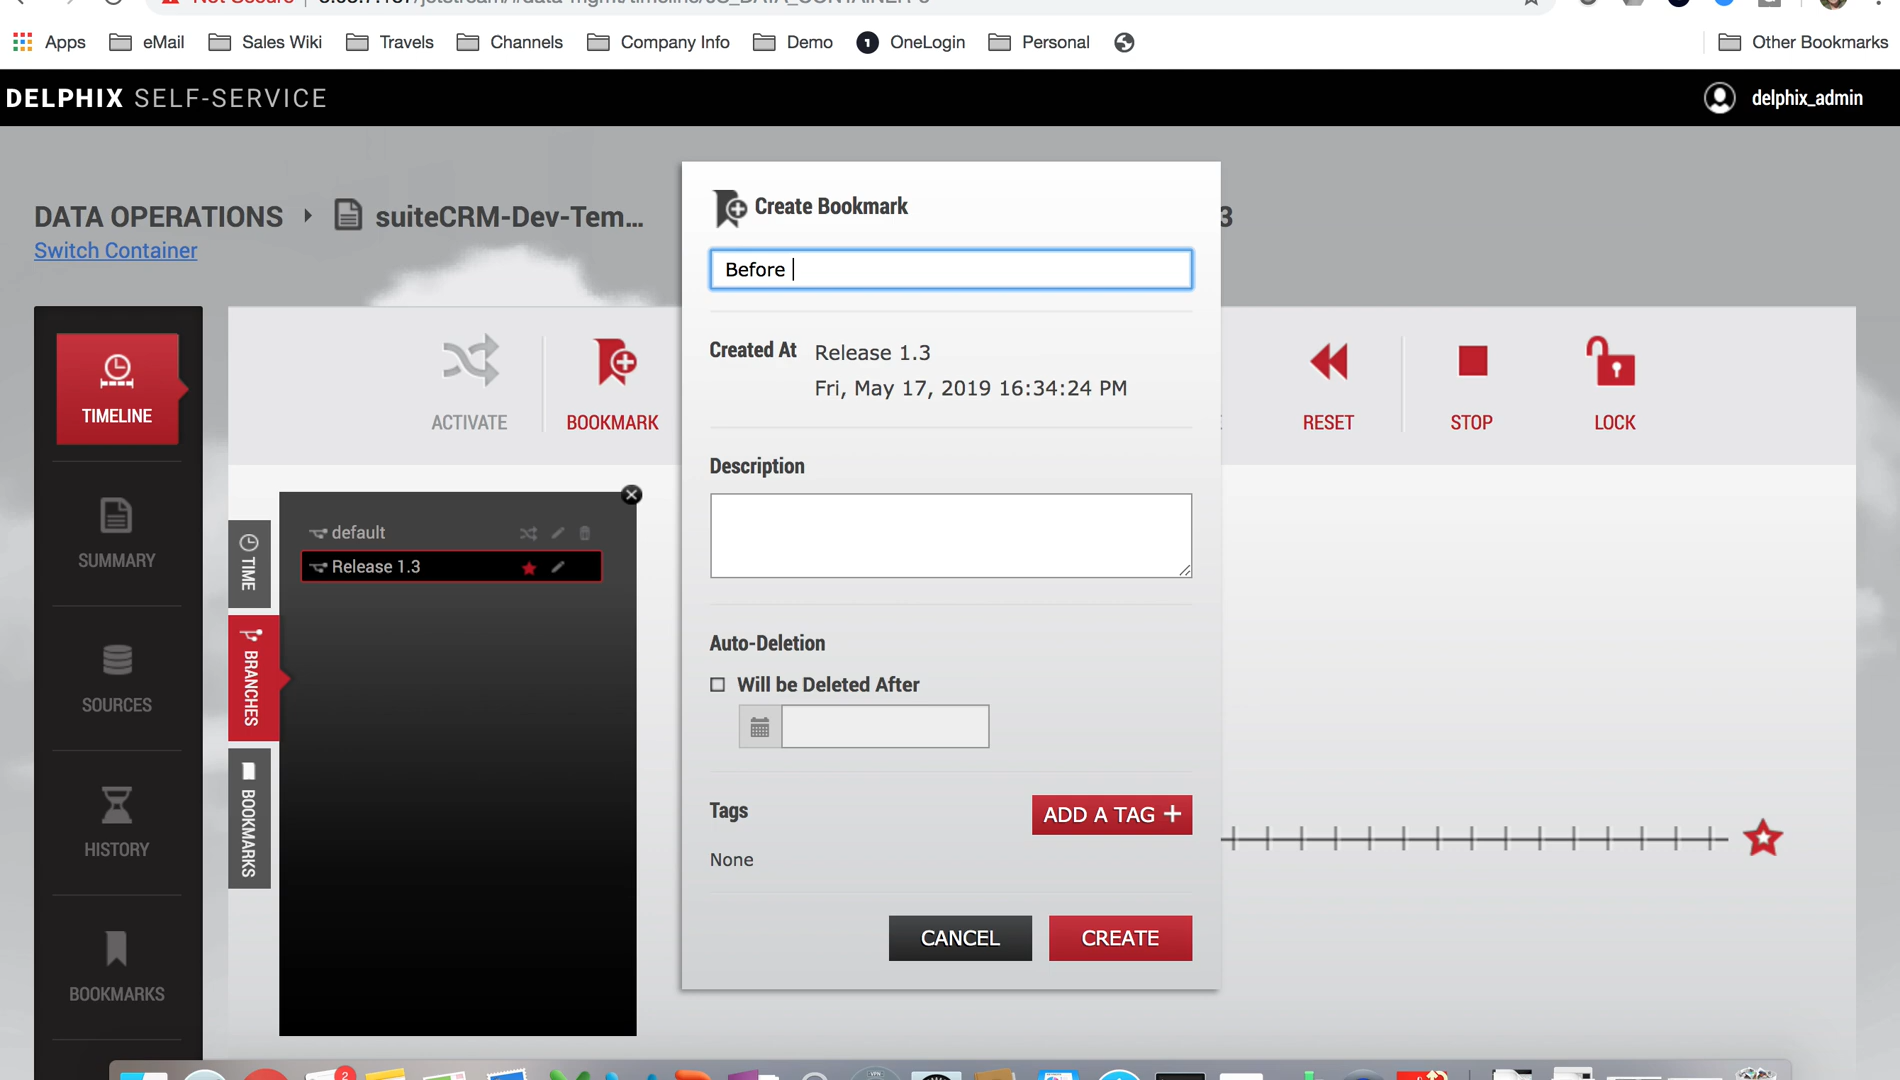 Apps
eMail
Sales Wiki
Travels
Channels
Company Info
Demo
1
OneLogin
Personal
Other Bookmarks
DELPHIX SELF-SERVICE
delphix_admin
DATA OPERATIONS
suiteCRM-Dev-Tem...
3
Switch Container
Create Bookmark
Before
Created At
Release 1.3
Fri, May 17, 2019 16:34:24 PM
TIMELINE
ACTIVATE
BOOKMARK
RESET
STOP
LOCK
Description
default
Release 1.3
SUMMARY
TIME
BRANCHES
BOOKMARKS
SOURCES
Auto-Deletion
Will be Deleted After
Tags
ADD A TAG +
None
HISTORY
CANCEL
CREATE
BOOKMARKS
2